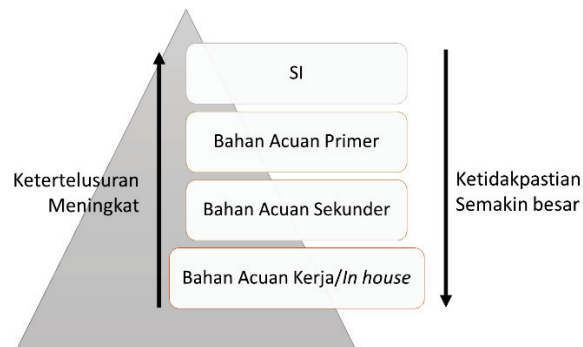 SI
Bahan Acuan Primer
Ketertelusuran
Meningkat
Bahan Acuan Sekunder
Ketidakpastian
Semakin besar
Bahan Acuan Kerja/In house